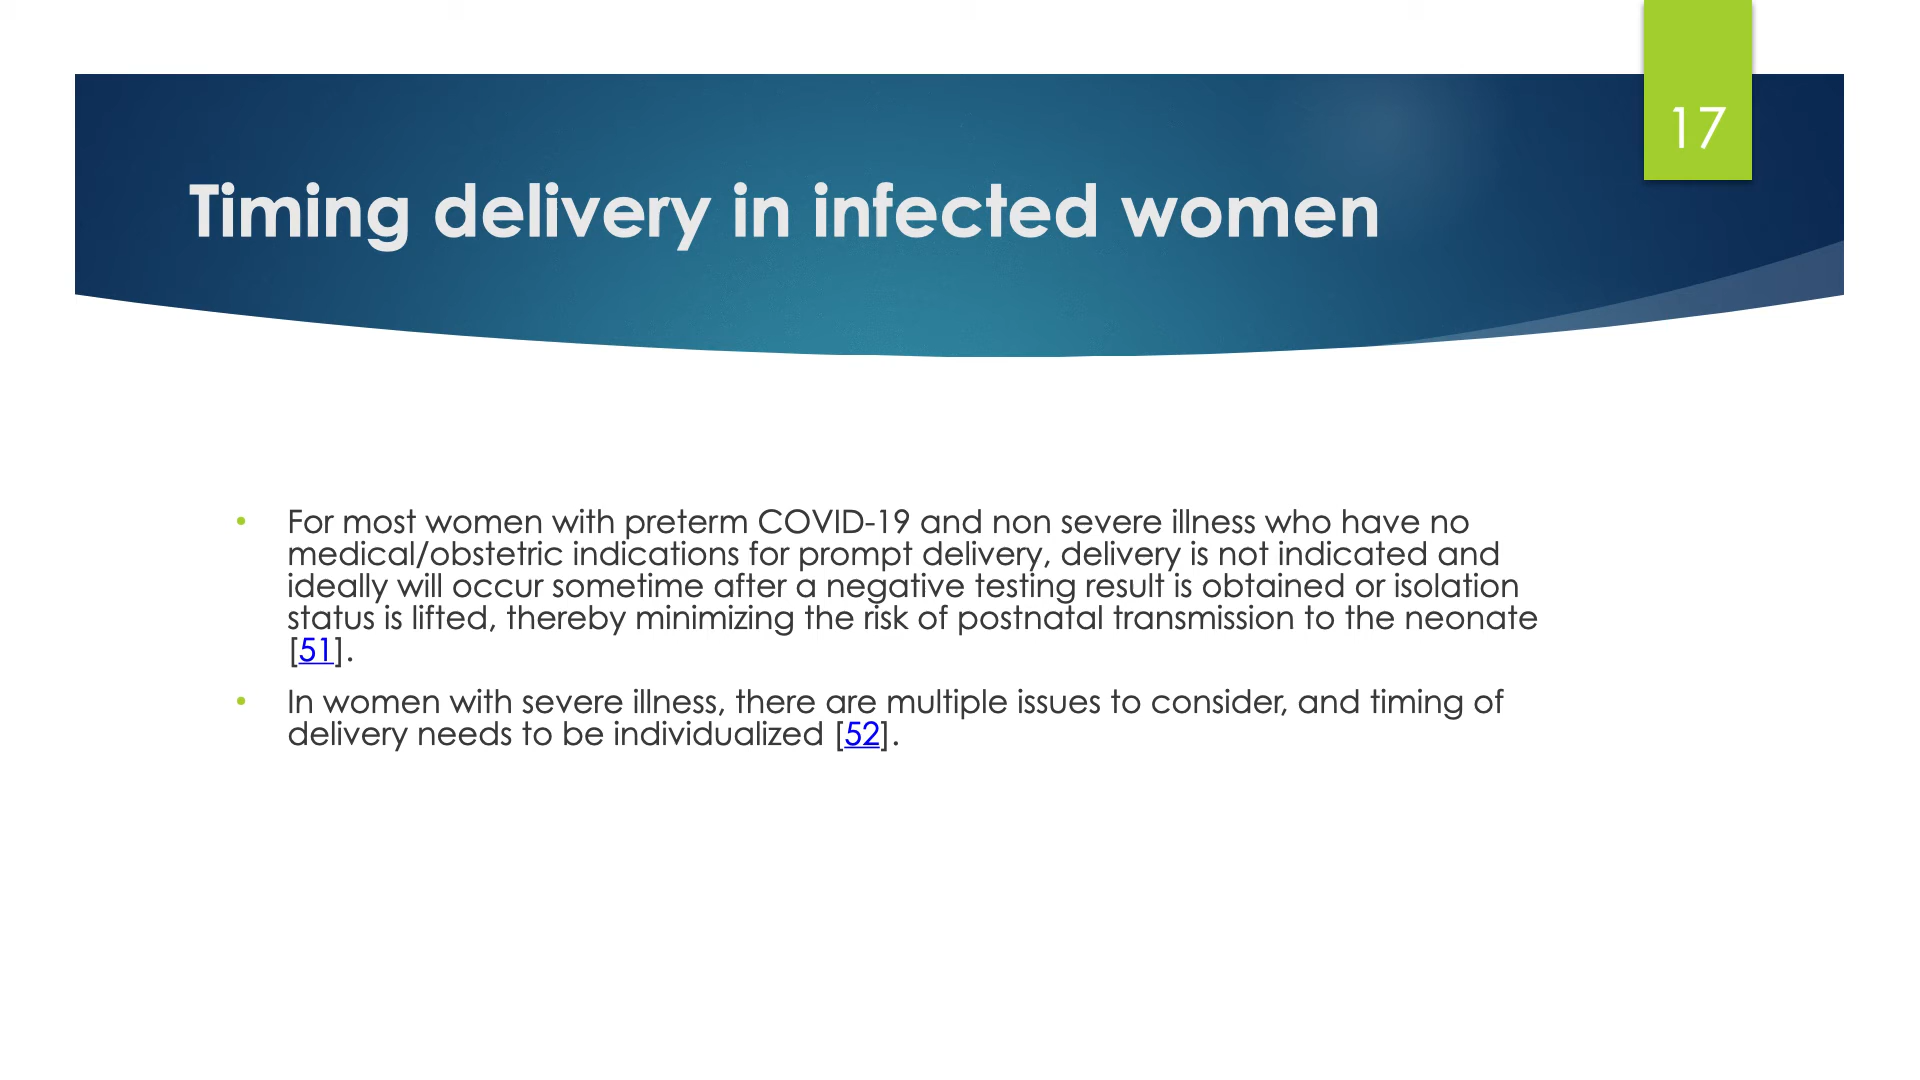 17
Timing delivery in infected women
• For most women with preterm COVID-19 and non severe illness who have no
medical/obstetric indications for prompt delivery, delivery is not indicated and
ideally will occur sometime after a negative testing result is obtained or isolation
status is lifted, thereby minimizing the risk of postnatal transmission to the neonate
[51].
• In women with severe illness, there are multiple issues to consider, and timing of
delivery needs to be individualized [52].